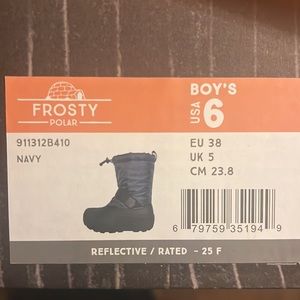 FROSTY
POLAR
BOY'S
USA 6
911312B410
NAVY
EU 38
UK 5
CM 23.8
6 79759 35194 9
REFLECTIVE / RATED - 25 F